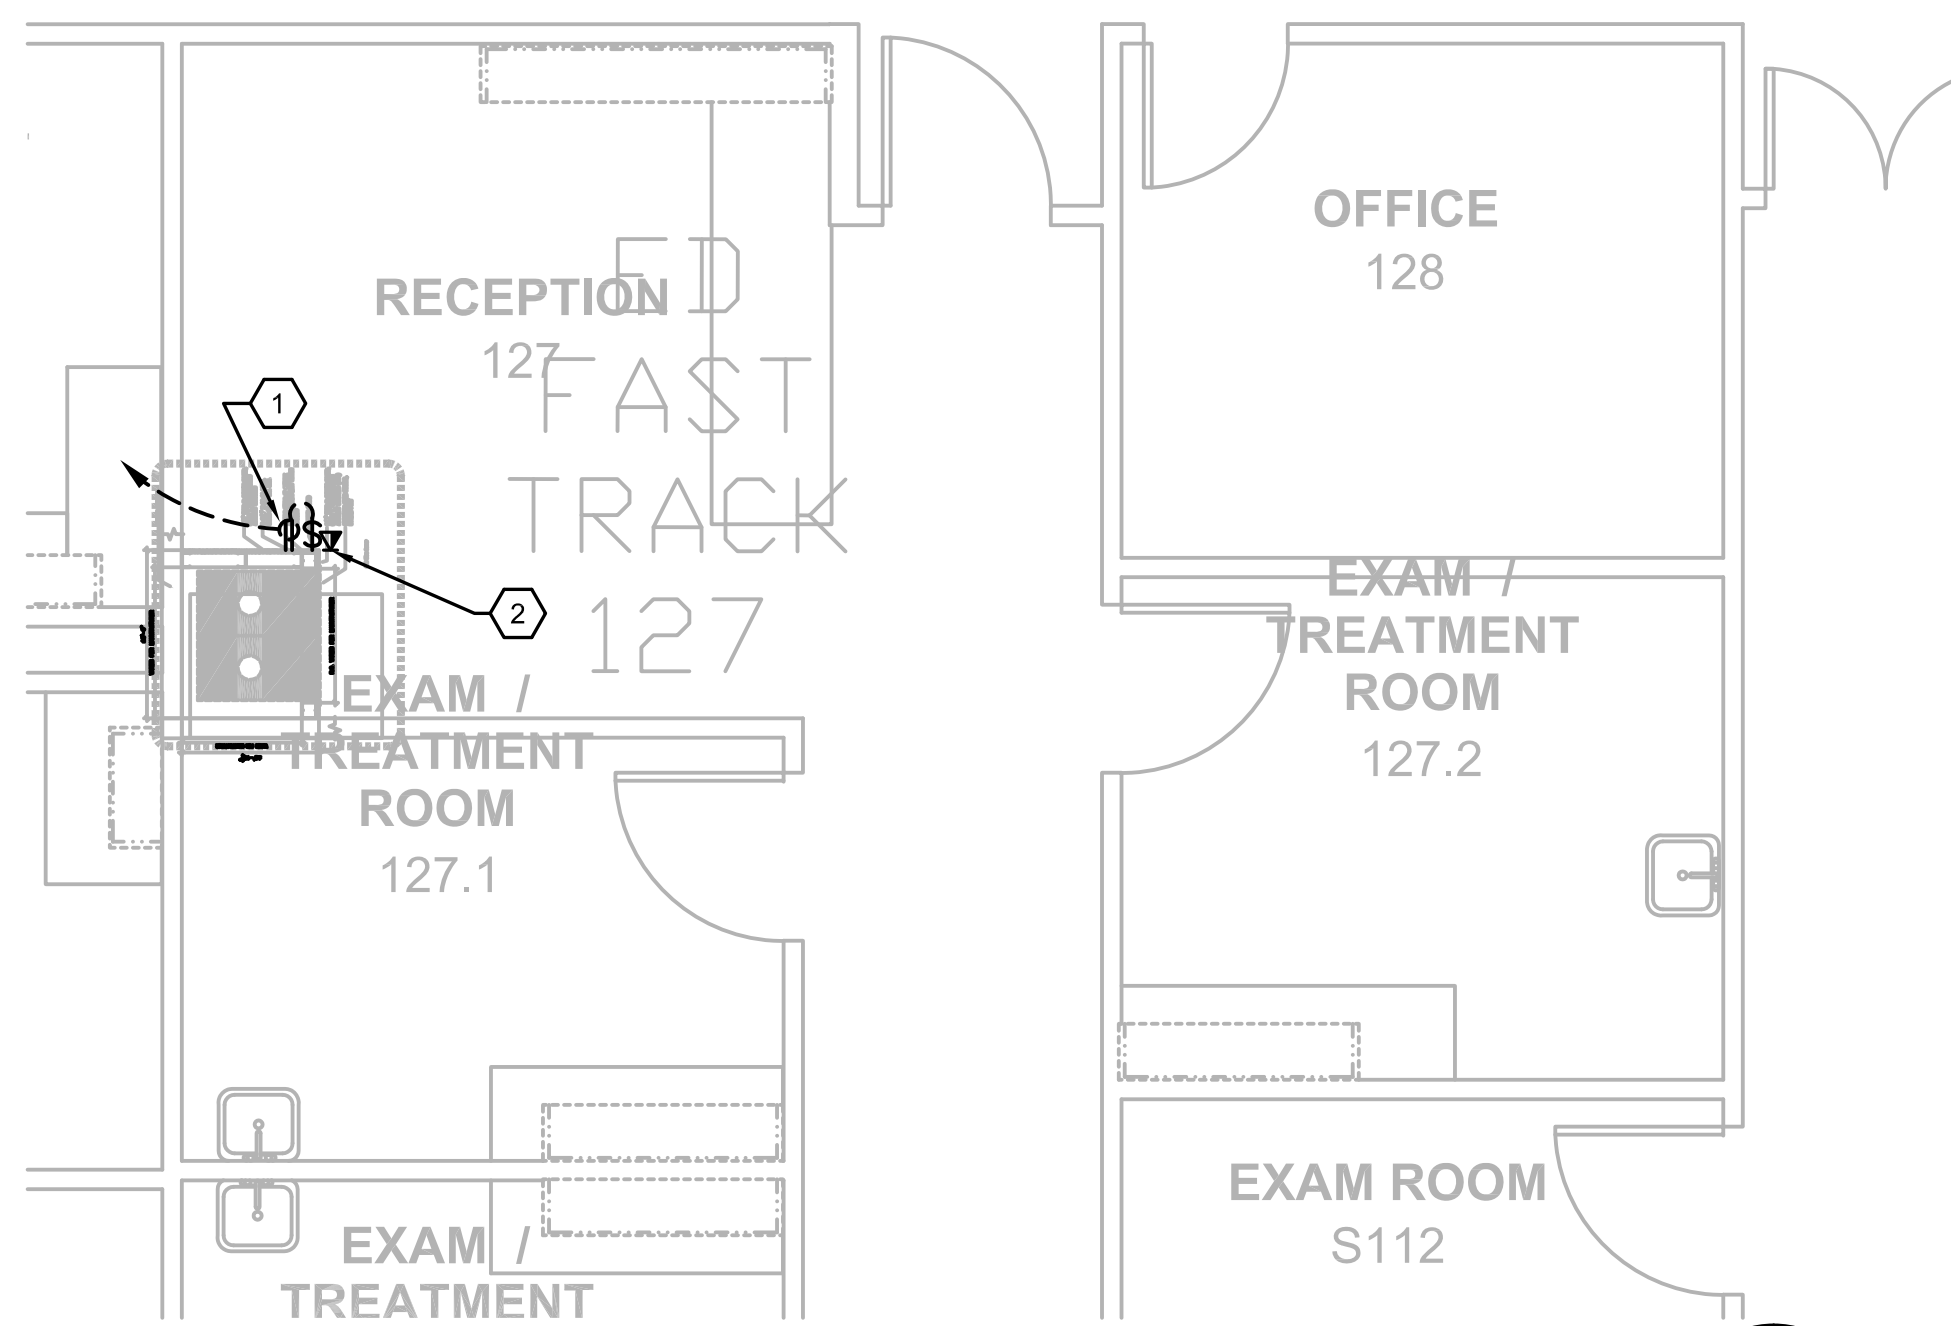 OFFICE
128
RECEPTION
127
ED
FAST
TRACK
127
1
$
2
EXAM /
TREATMENT
ROOM
127.1
EXAM /
TREATMENT
ROOM
127.2
EXAM ROOM
S112
EXAM /
TREATMENT